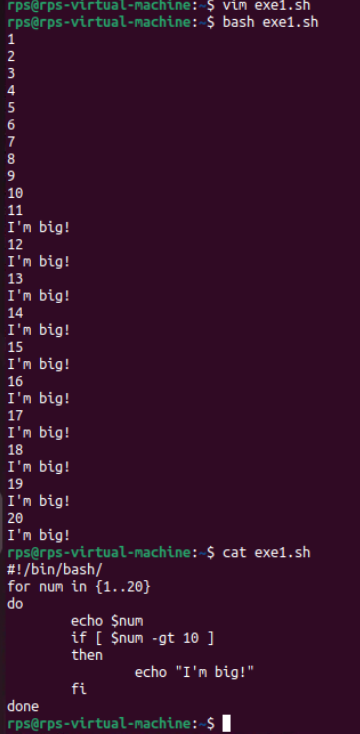 rps@rps-virtual-machine:~$ vim exe1.sh
rps@rps-virtual-machine:~$ bash exe1.sh
1
2
3
4
5
6
7
8
9
10
11
I'm big!
12
I'm big!
13
I'm big!
14
I'm big!
15
I'm big!
16
I'm big!
17
I'm big!
18
I'm big!
19
I'm big!
20
I'm big!
rps@rps-virtual-machine:~$ cat exe1.sh
#!/bin/bash/
for num in {1..20}
do
        echo $num
        if [ $num -gt 10 ]
        then
                echo "I'm big!"
        fi
done
rps@rps-virtual-machine:~$